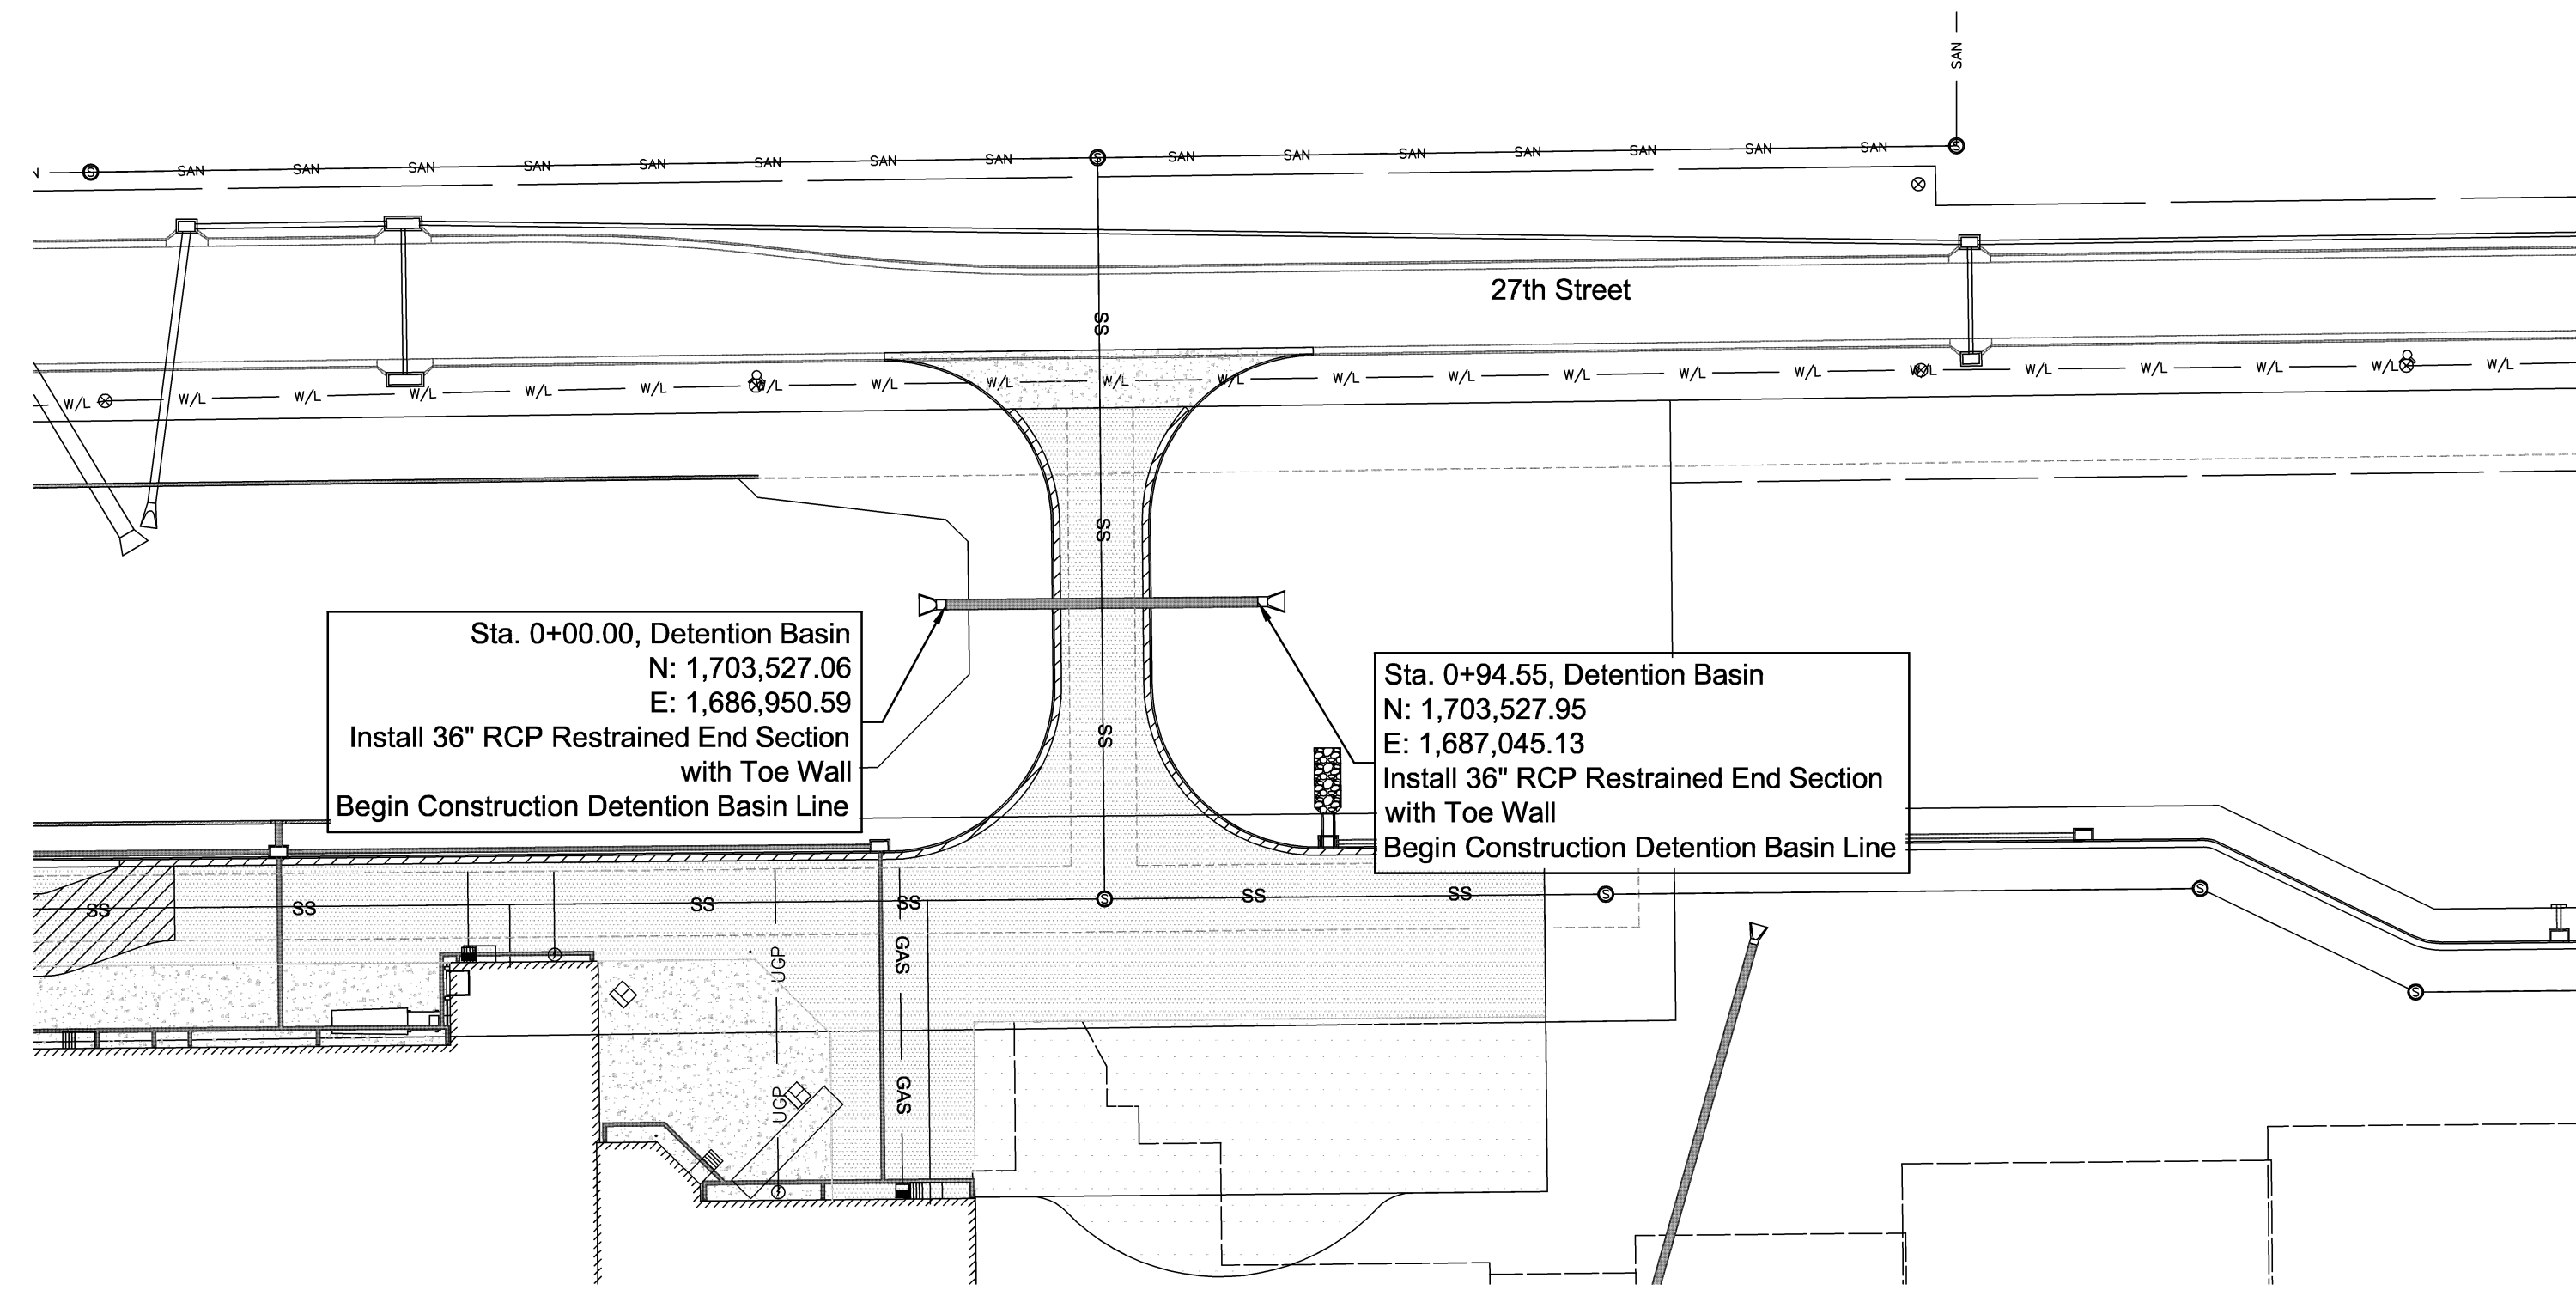 SAN
N SAN SAN SAN SAN SAN SAN SAN SAN SAN SAN SAN SAN SAN SAN SAN
S S S
27th Street
SS
W/L W/L W/L W/L W/L W/L W/L W/L W/L W/L W/L W/L W/L W/L W/L W/L W/L W/L W/L W/L W/L W/L
SS
Sta. 0+00.00, Detention Basin
N: 1,703,527.06
E: 1,686,950.59
Install 36" RCP Restrained End Section
with Toe Wall
Begin Construction Detention Basin Line
Sta. 0+94.55, Detention Basin
N: 1,703,527.95
E: 1,687,045.13
Install 36" RCP Restrained End Section
with Toe Wall
Begin Construction Detention Basin Line
SS
SS SS SS SS S SS SS S S
UGP GAS
S
UGP GAS